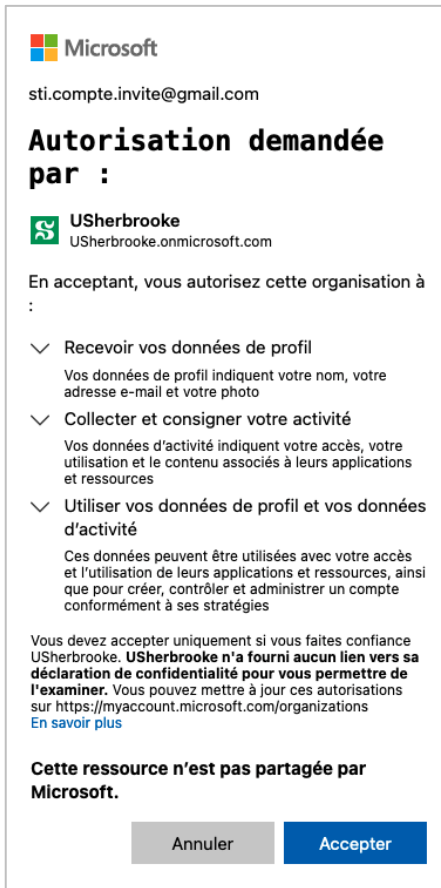 Microsoft
sti.compte.invite@gmail.com
Autorisation demandée
par :
USherbrooke
USherbrooke.onmicrosoft.com
En acceptant, vous autorisez cette organisation à
:
Recevoir vos données de profil
Vos données de profil indiquent votre nom, votre
adresse e-mail et votre photo
Collecter et consigner votre activité
Vos données d'activité indiquent votre accès, votre
utilisation et le contenu associés à leurs applications
et ressources
Utiliser vos données de profil et vos données
d'activité
Ces données peuvent être utilisées avec votre accès
et l'utilisation de leurs applications et ressources, ainsi
que pour créer, contrôler et administrer un compte
conformément à ses stratégies
Vous devez accepter uniquement si vous faites confiance
USherbrooke. USherbrooke n'a fourni aucun lien vers sa
déclaration de confidentialité pour vous permettre de
l'examiner. Vous pouvez mettre à jour ces autorisations
sur https://myaccount.microsoft.com/organizations
En savoir plus
Cette ressource n'est pas partagée par
Microsoft.
Annuler
Accepter